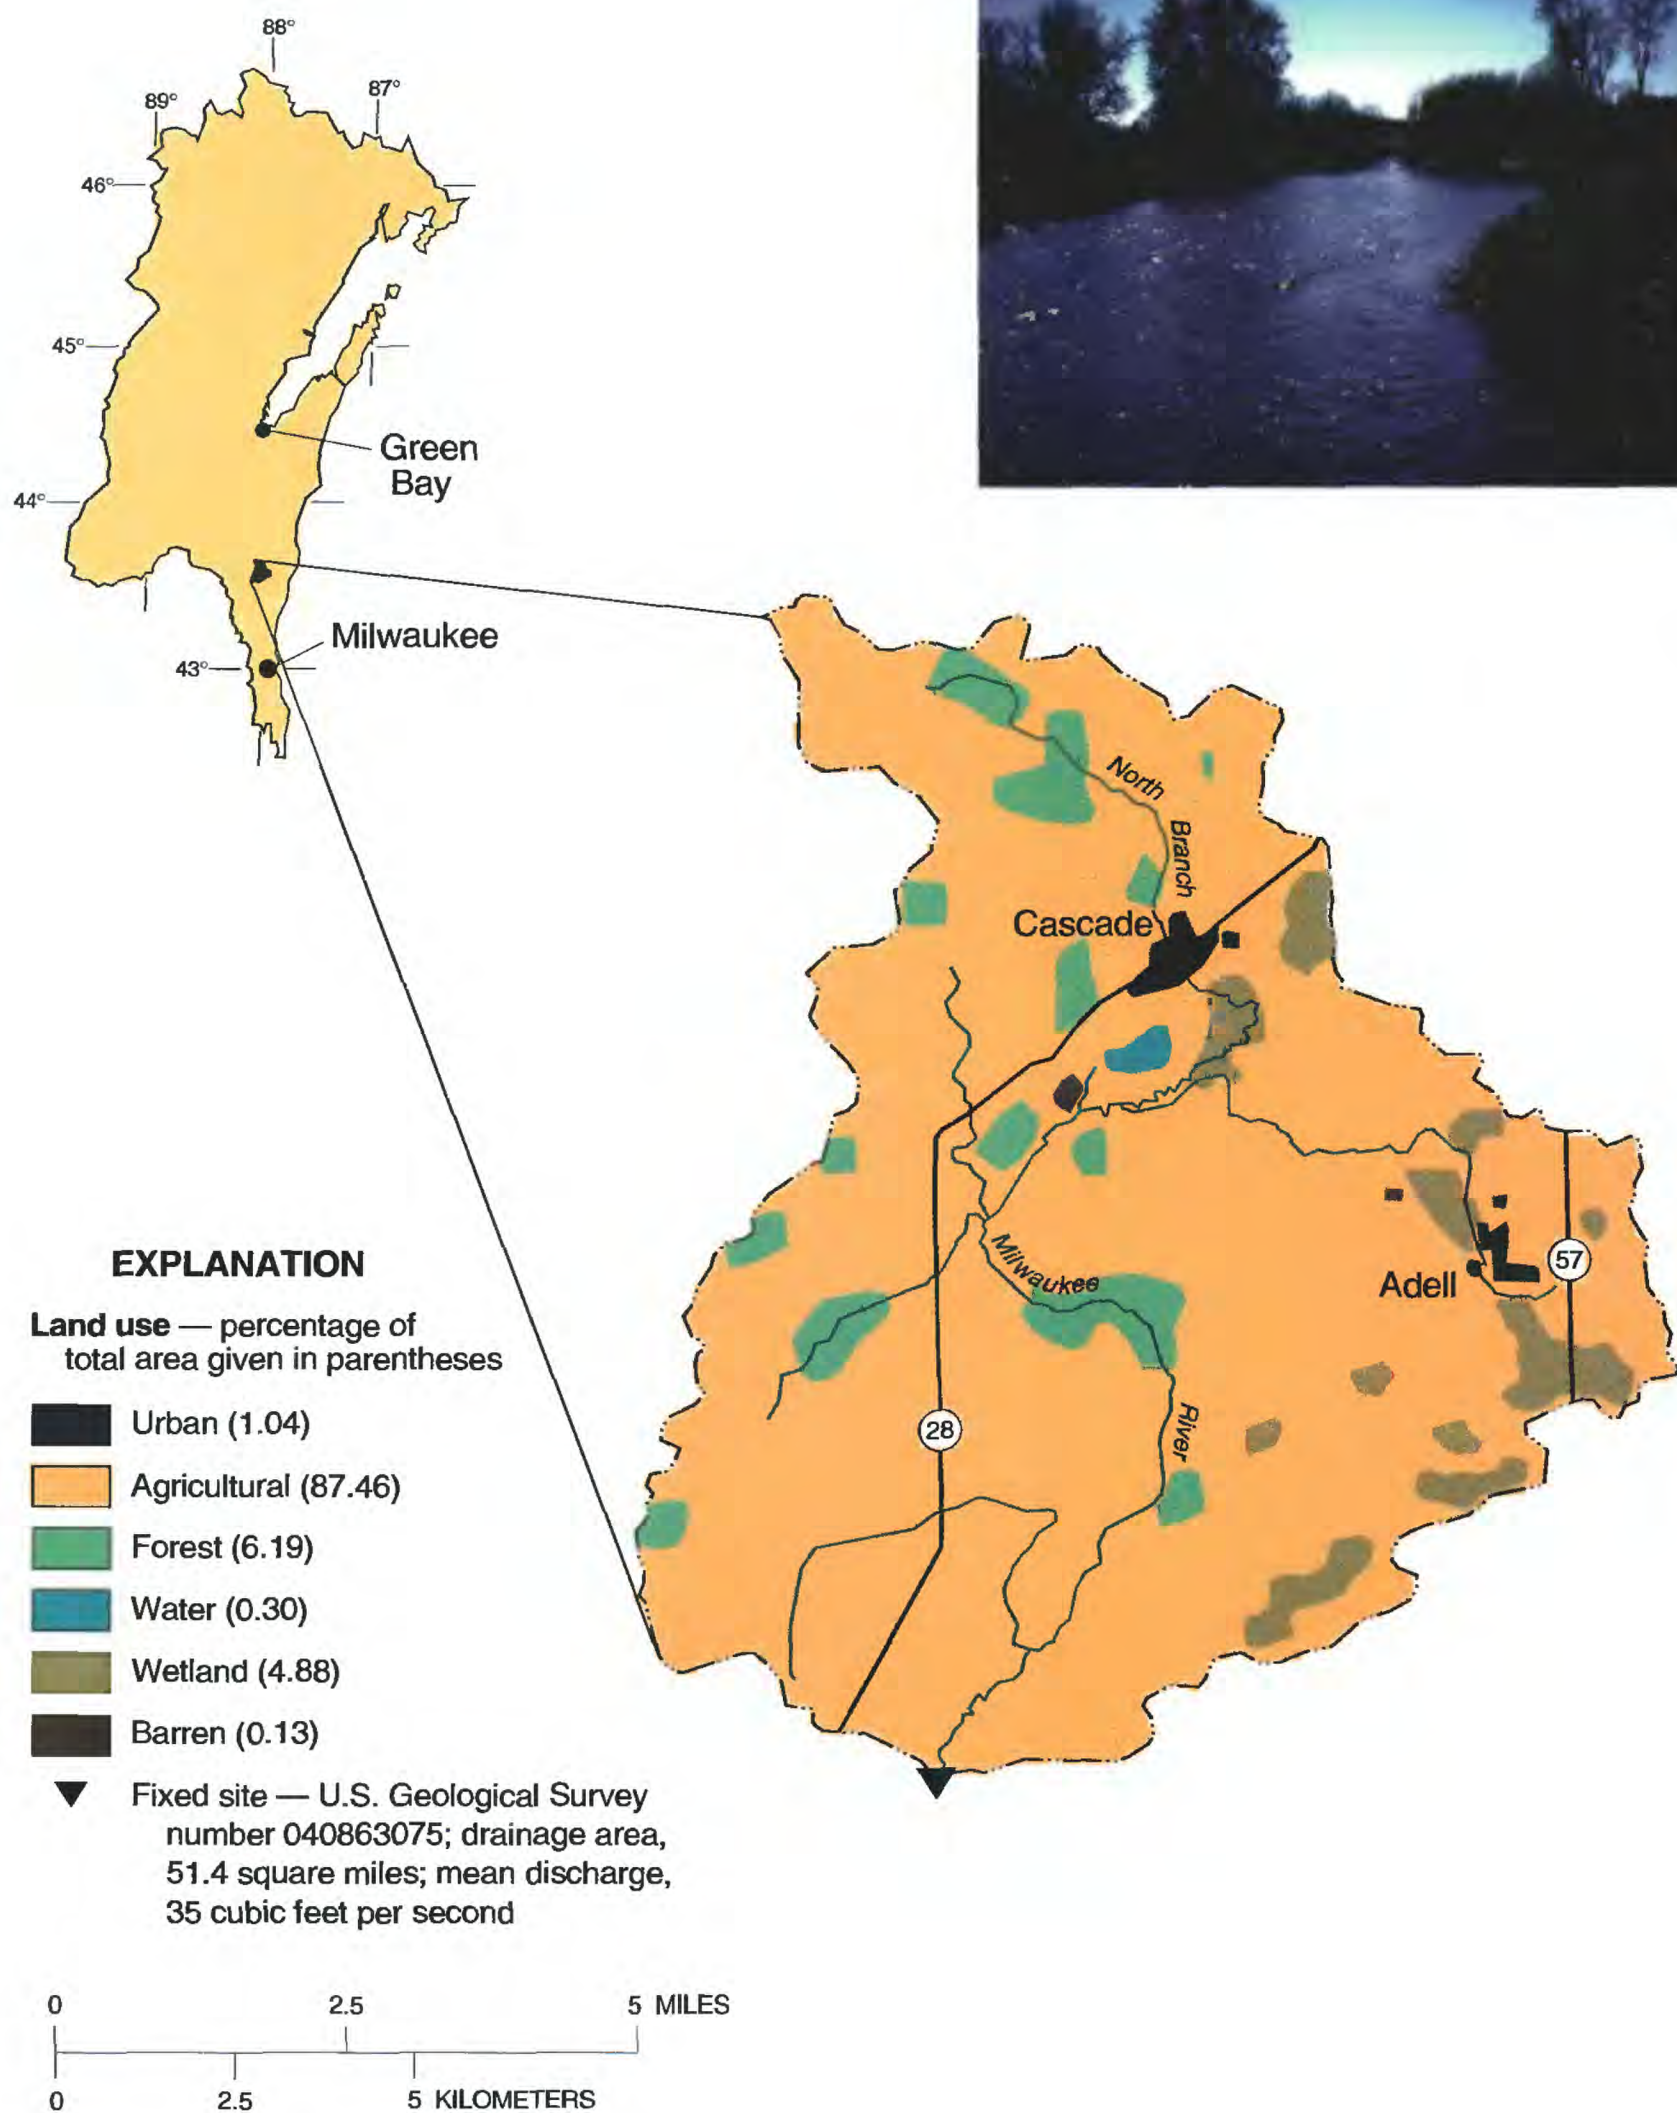 88°
89°
87°
46°
45°
Green
Bay
44°
Milwaukee
43°
North
Branch
Cascade
Milwaukee
57
Adell
28
River
EXPLANATION
Land use — percentage of
total area given in parentheses
Urban (1.04)
Agricultural (87.46)
Forest (6.19)
Water (0.30)
Wetland (4.88)
Barren (0.13)
Fixed site — U.S. Geological Survey
number 040863075; drainage area,
51.4 square miles; mean discharge,
35 cubic feet per second
0 2.5 5 MILES
0 2.5 5 KILOMETERS